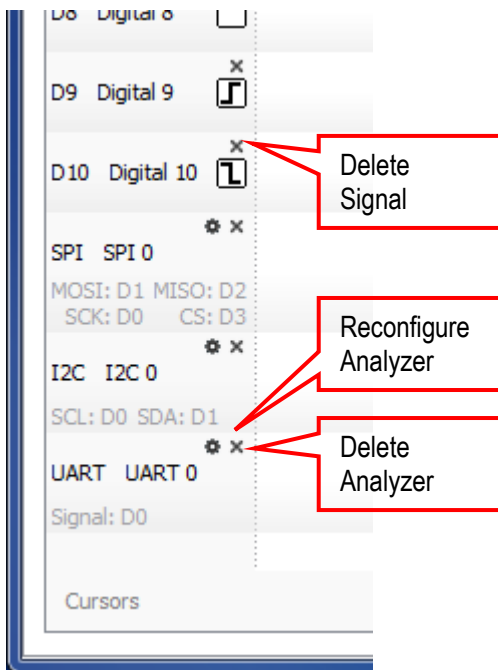 D8 Digital 8
D9 Digital 9
D10 Digital 10
Delete
Signal
SPI SPI 0
MOSI: D1 MISO: D2
SCK: D0 CS: D3
Reconfigure
Analyzer
I2C I2C 0
SCL: D0 SDA: D1
Delete
Analyzer
UART UART 0
Signal: D0
Cursors